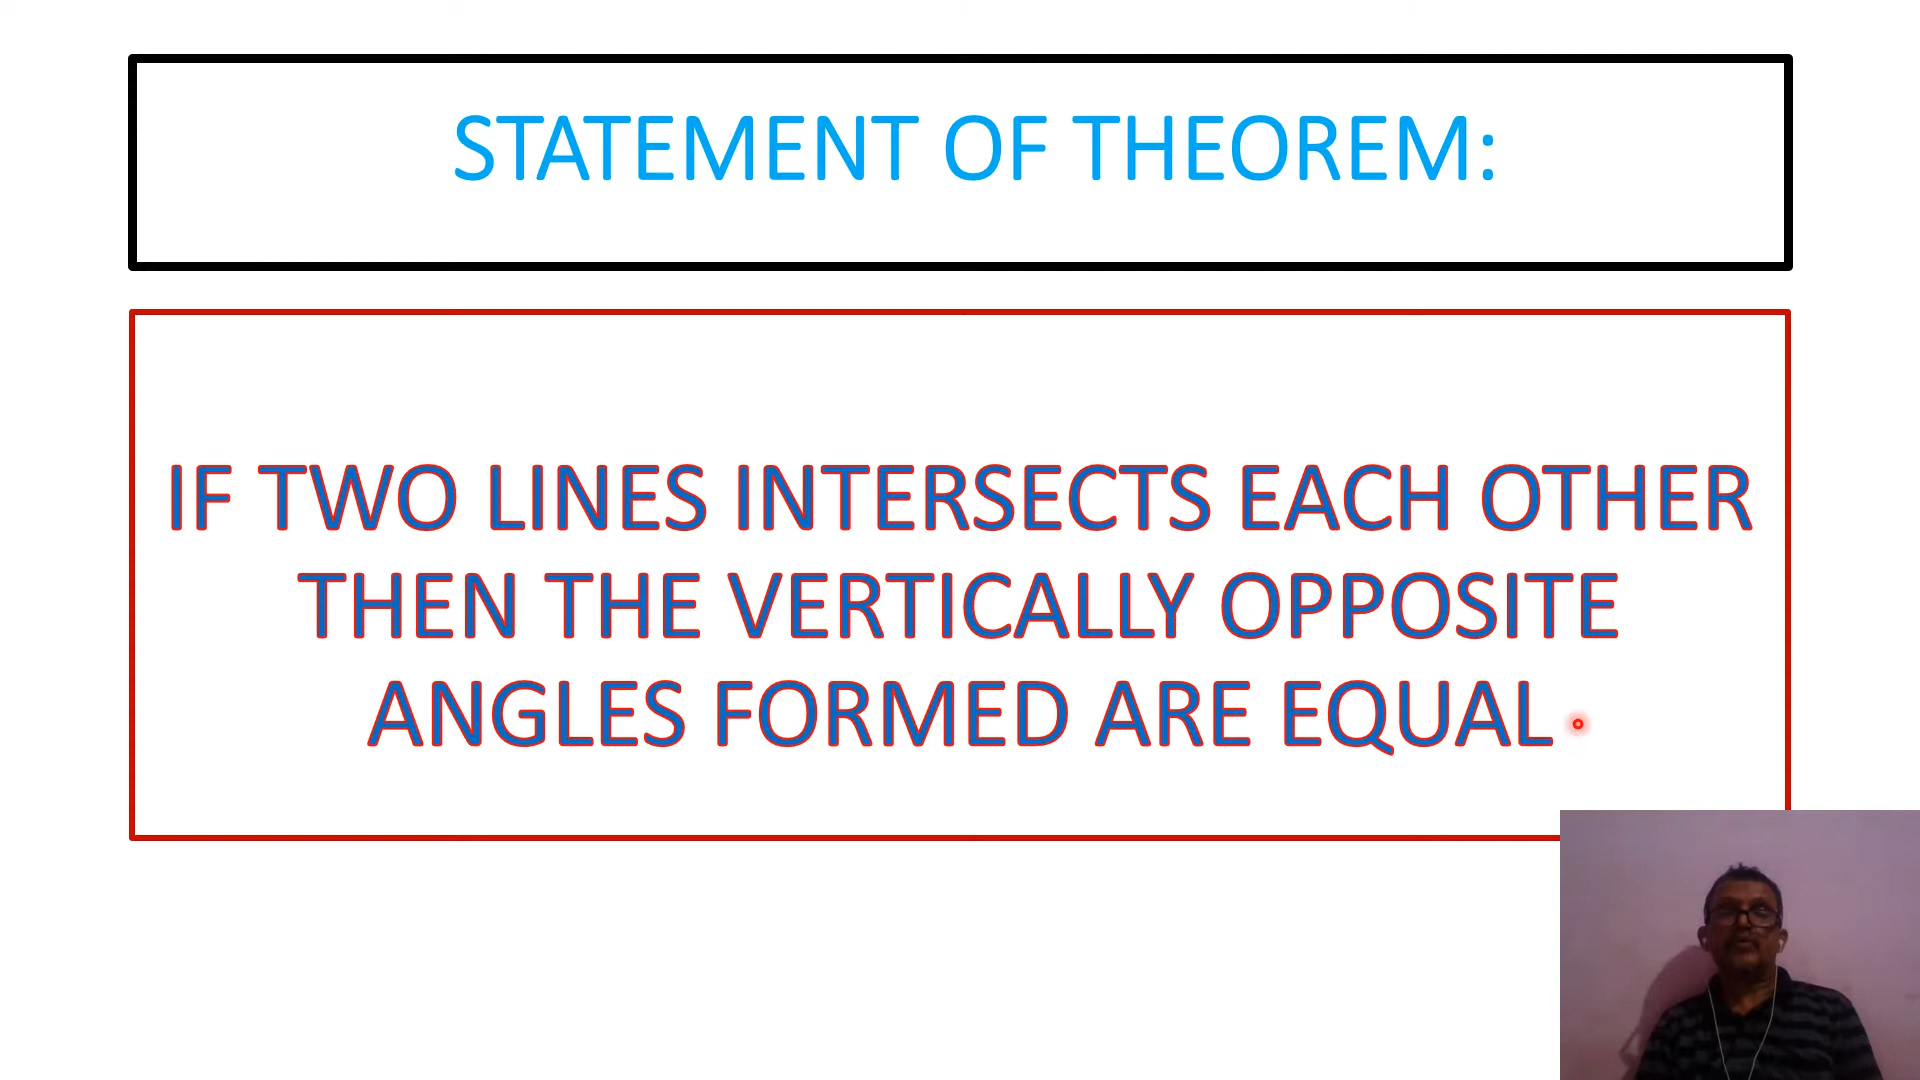 STATEMENT OF THEOREM:
IF TWO LINES INTERSECTS EACH OTHER
THEN THE VERTICALLY OPPOSITE
ANGLES FORMED ARE EQUAL